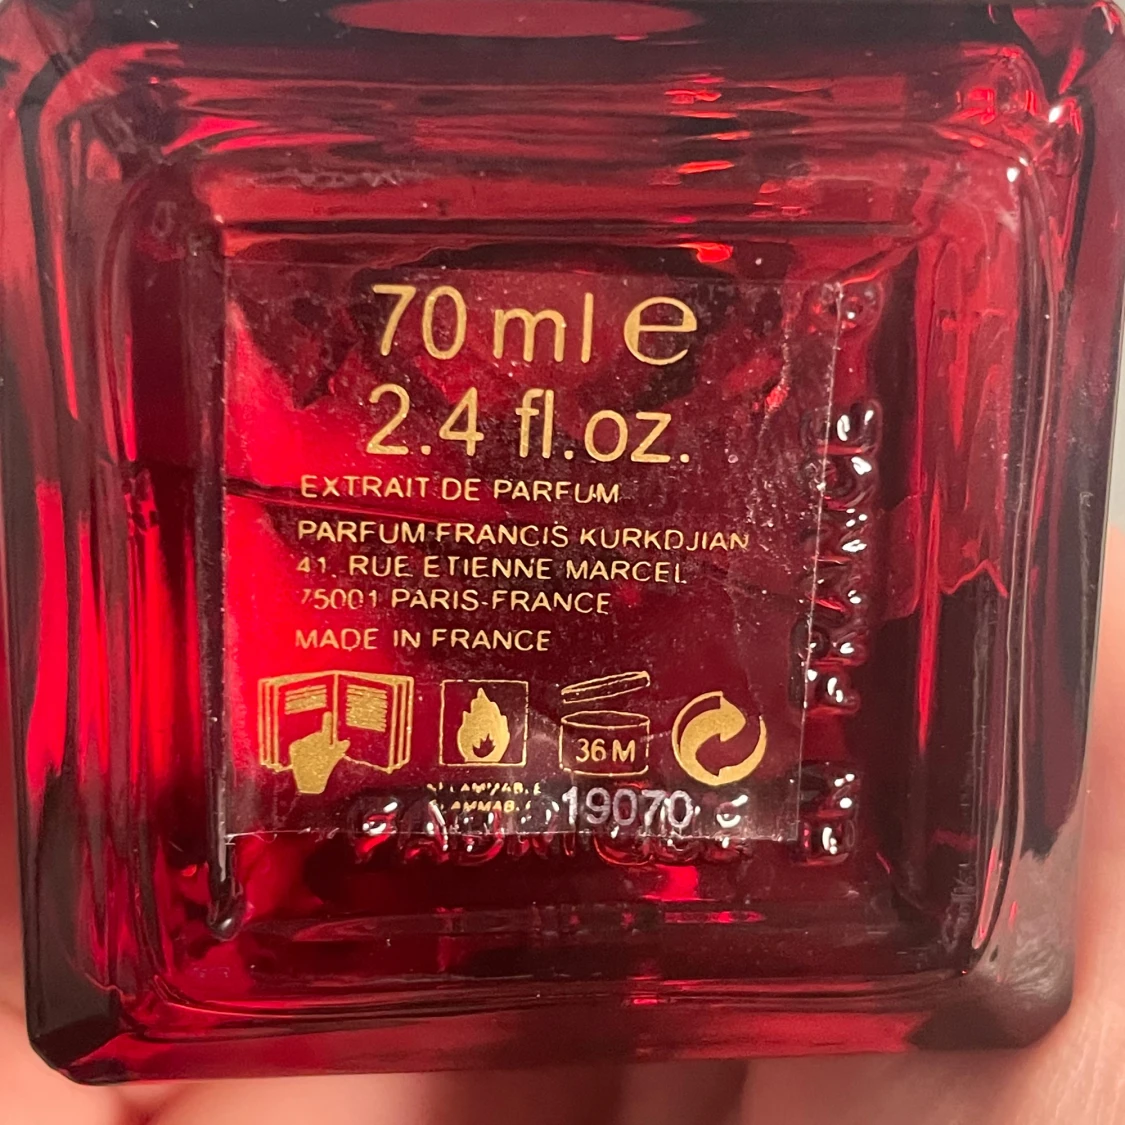 70 ml e
2.4 fl.oz.
EXTRAIT DE PARFUM
PARFUM FRANCIS KURKDJIAN
41. RUE ETIENNE MARCEL
75001 PARIS-FRANCE
MADE IN FRANCE
36 M
19070
FRANCE